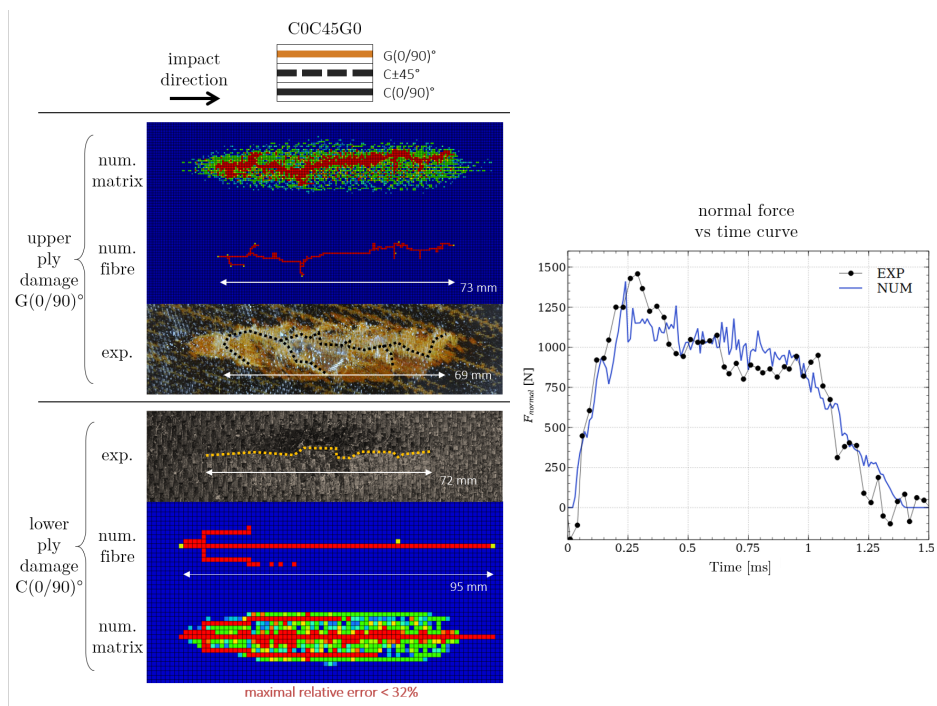 C0C45G0
impact
direction
G(0/90)°
C±45°
C(0/90)°
upper
ply
damage
G(0/90)°
num.
matrix
num.
fibre
73 mm
exp.
69 mm
lower
ply
damage
C(0/90)°
exp.
72 mm
num.
fibre
95 mm
num.
matrix
maximal relative error < 32%
normal force
vs time curve
EXP
NUM
F_normal [N]
1500
1250
1000
750
500
250
0
0 0.25 0.5 0.75 1 1.25 1.5
Time [ms]